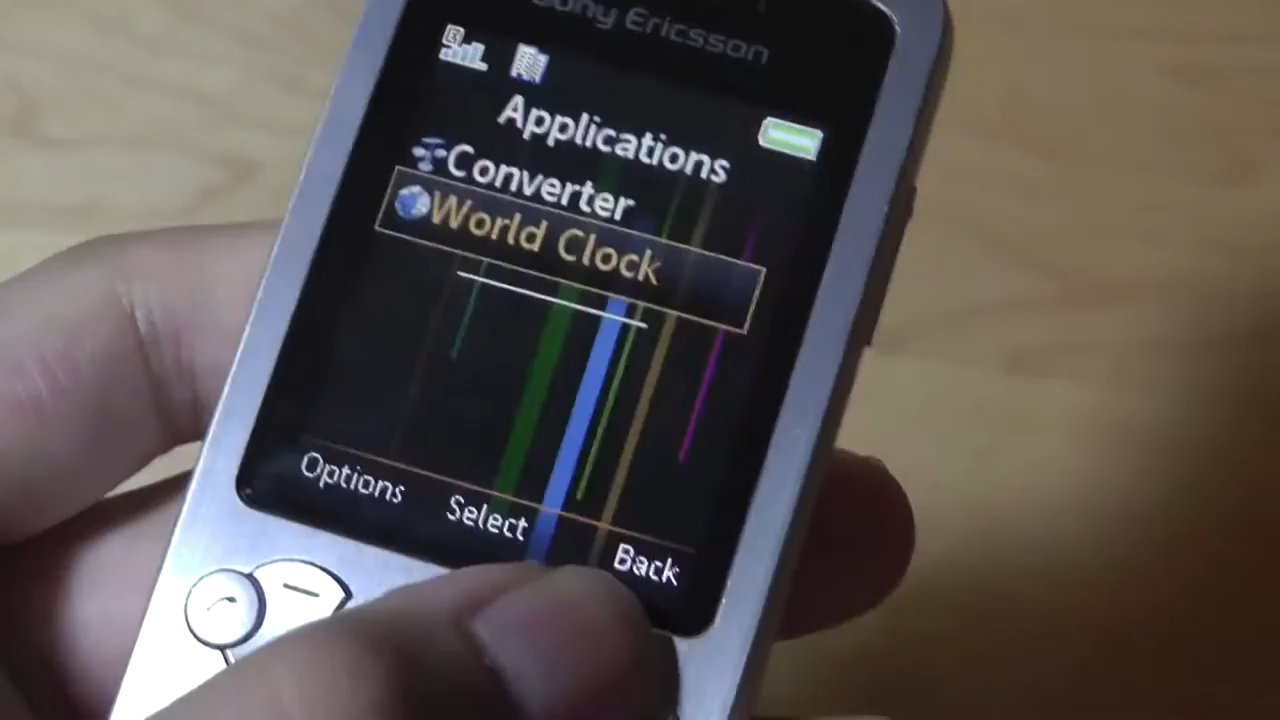 Sony Ericsson
Applications
Converter
World Clock
Options
Select
Back